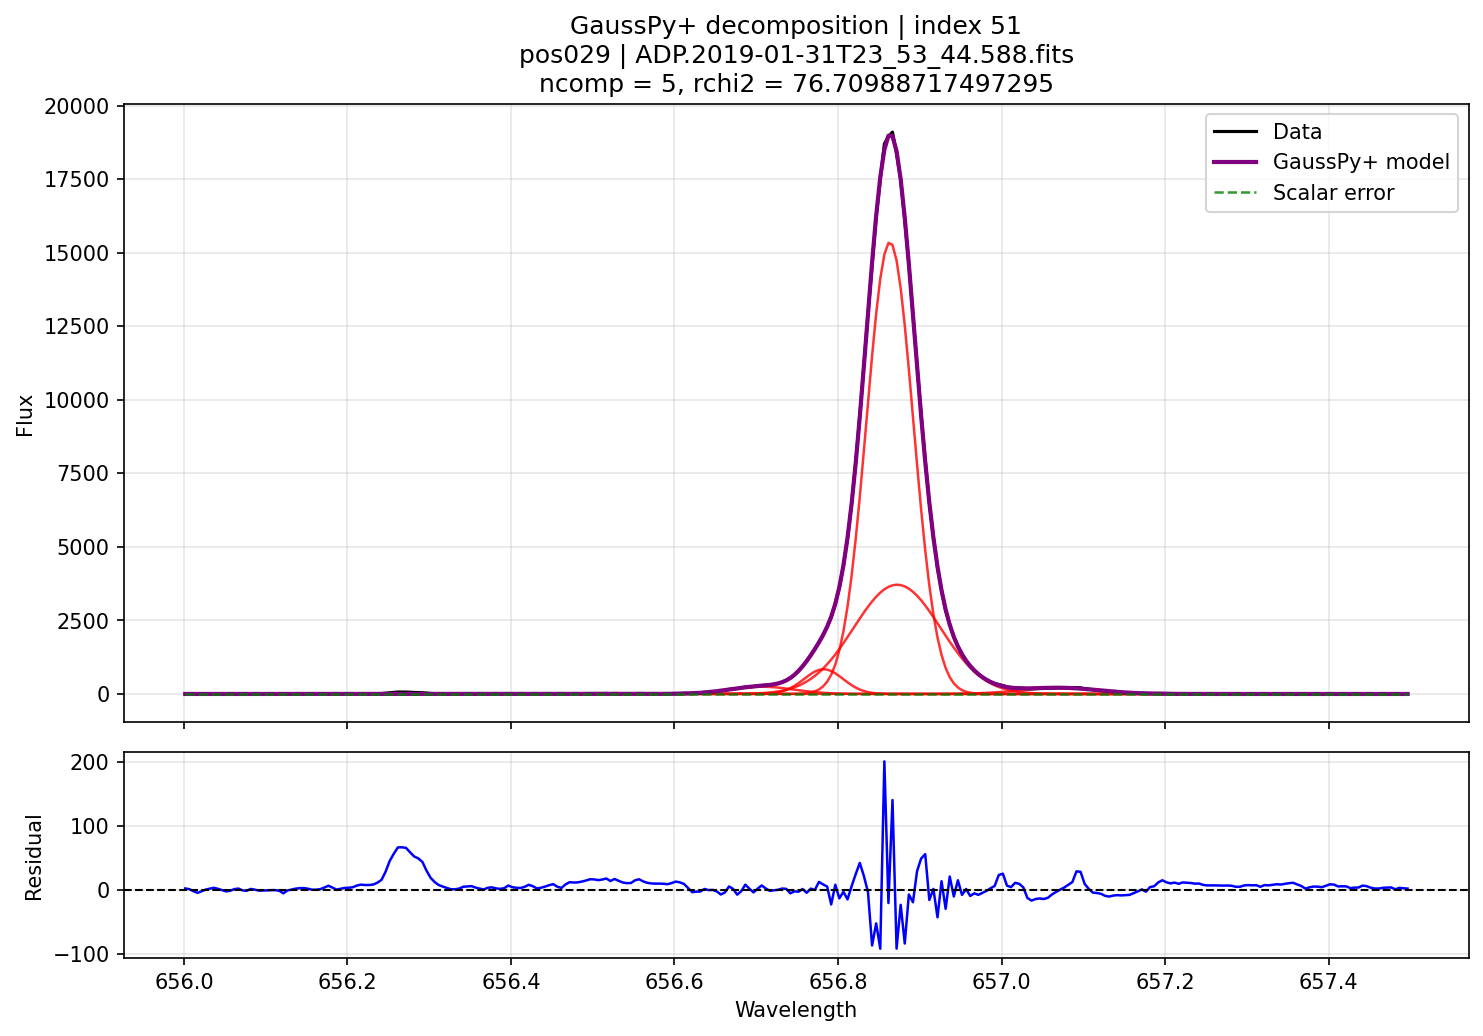 GaussPy+ decomposition | index 51
pos029 | ADP.2019-01-31T23_53_44.588.fits
ncomp = 5, rchi2 = 76.70988717497295
20000
17500
15000
12500
10000
7500
5000
2500
0
Flux
Data
GaussPy+ model
Scalar error
200
100
0
−100
Residual
656.0
656.2
656.4
656.6
656.8
657.0
657.2
657.4
Wavelength